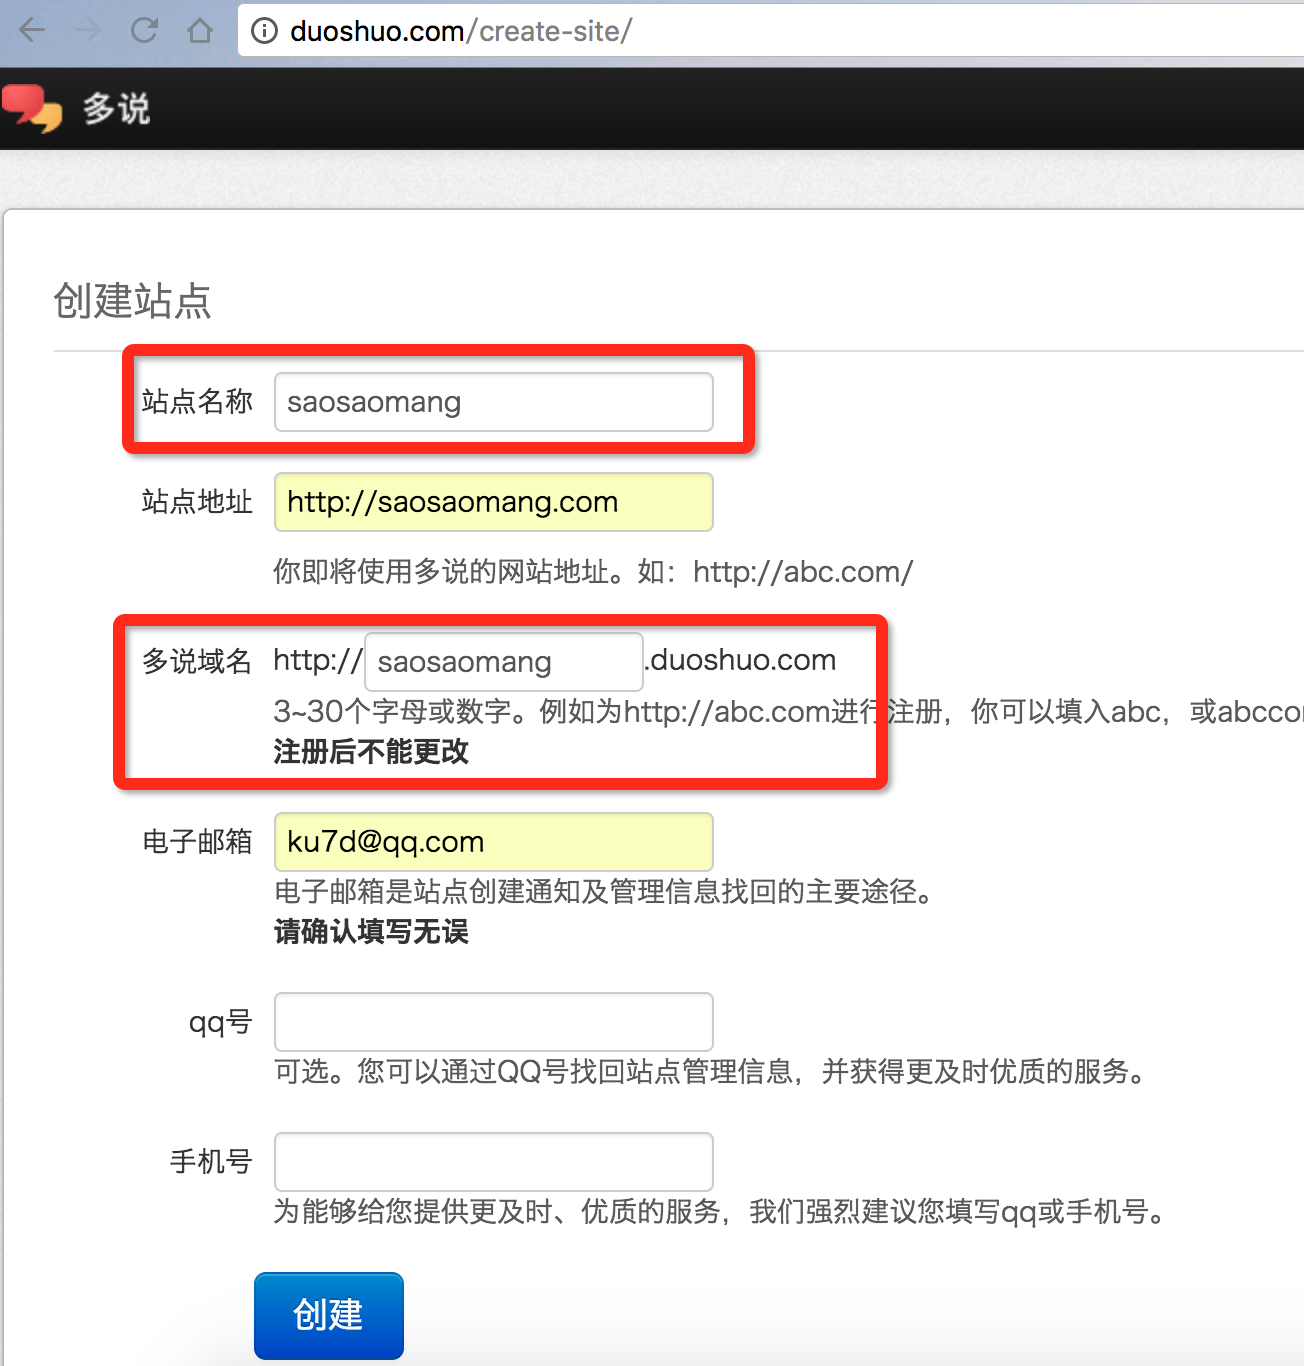 duoshuo.com/create-site/
多说
创建站点
站点名称 saosaomang
站点地址 http://saosaomang.com
你即将使用多说的网站地址。如：http://abc.com/
多说域名 http:// saosaomang .duoshuo.com
3~30个字母或数字。例如为http://abc.com进行注册，你可以填入abc，或abccom
注册后不能更改
电子邮箱 ku7d@qq.com
电子邮箱是站点创建通知及管理信息找回的主要途径。
请确认填写无误
qq号
可选。您可以通过QQ号找回站点管理信息，并获得更及时优质的服务。
手机号
为能够给您提供更及时、优质的服务，我们强烈建议您填写qq或手机号。
创建